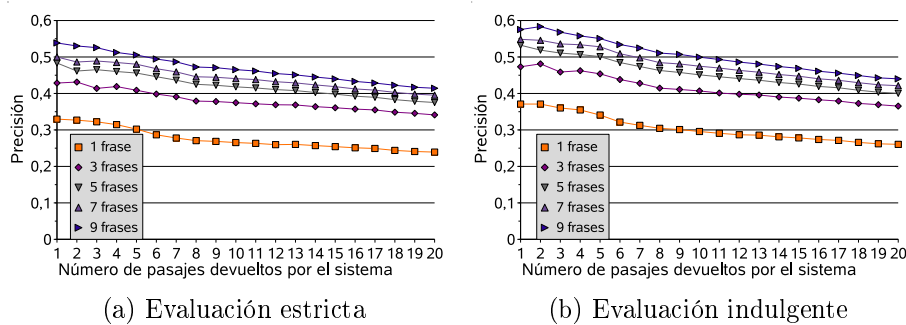 0,6
0,5
0,4
0,3
0,2
0,1
0
Precisión
1 frase
3 frases
5 frases
7 frases
9 frases
1 2 3 4 5 6 7 8 9 10 11 12 13 14 15 16 17 18 19 20
Número de pasajes devueltos por el sistema
(a) Evaluación estricta
0,6
0,5
0,4
0,3
0,2
0,1
0
Precisión
1 frase
3 frases
5 frases
7 frases
9 frases
1 2 3 4 5 6 7 8 9 10 11 12 13 14 15 16 17 18 19 20
Número de pasajes devueltos por el sistema
(b) Evaluación indulgente